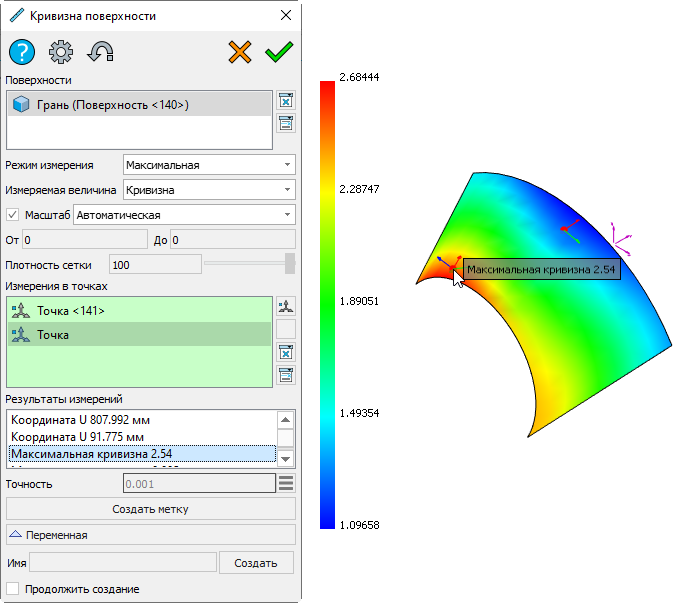 Кривизна поверхности
Поверхности
Грань (Поверхность <140>)
Режим измерения Максимальная
Измеряемая величина Кривизна
Масштаб Автоматическая
От 0 До 0
Плотность сетки 100
Измерения в точках
Точка <141>
Точка
Результаты измерений
Координата U 807.992 мм
Координата U 91.775 мм
Максимальная кривизна 2.54
Точность 0.001
Создать метку
Переменная
Имя Создать
Продолжить создание
2.68444
2.28747
1.89051
1.49354
1.09658
Максимальная кривизна 2.54